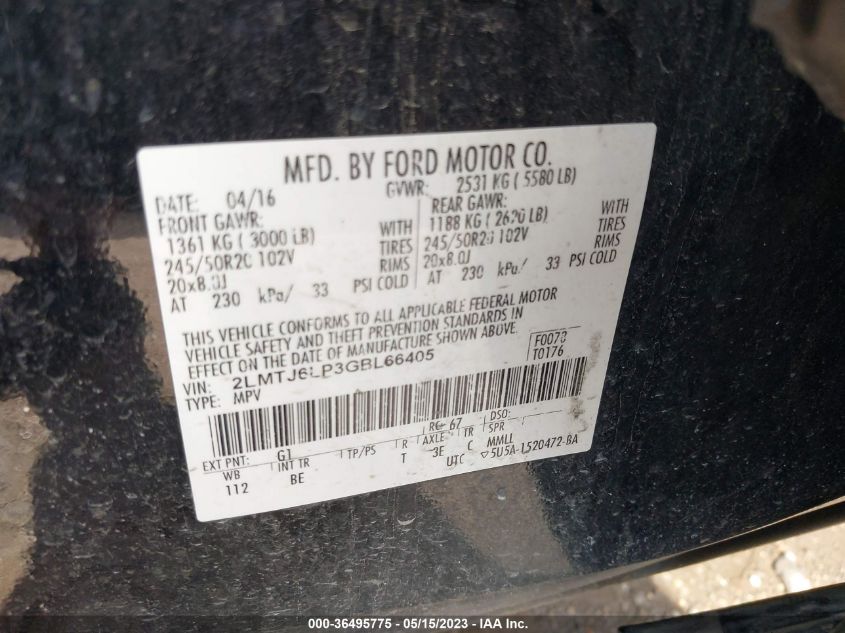 MFD. BY FORD MOTOR CO.
DATE: 04/16 GVWR: 2531 KG ( 5580 LB)
FRONT GAWR: REAR GAWR:
1361 KG ( 3000 LB) WITH 1188 KG ( 2620 LB) WITH
245/50R20 102V TIRES 245/50R20 102V TIRES
20x8.0J RIMS 20x8.0J RIMS
AT 230 kPa/ 33 PSI COLD AT 230 kPa/ 33 PSI COLD
THIS VEHICLE CONFORMS TO ALL APPLICABLE FEDERAL MOTOR
VEHICLE SAFETY AND THEFT PREVENTION STANDARDS IN
EFFECT ON THE DATE OF MANUFACTURE SHOWN ABOVE.
VIN: 2LMTJ6LP3GBL66405 F0070
TYPE: MPV T0176
RC: 67 DSO:
EXT PNT: G1 TP/PS R AXLE TR SPR
WB INT TR T 3E C MMLL
112 BE UTC ▽5U5A-L520472-BA
000-36495775 - 05/15/2023 - IAA Inc.